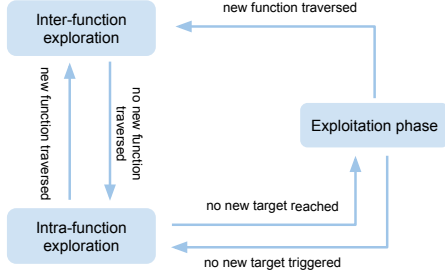 new function traversed
Inter-function
exploration
new function traversed
no new function
traversed
Exploitation phase
Intra-function
exploration
no new target reached
no new target triggered